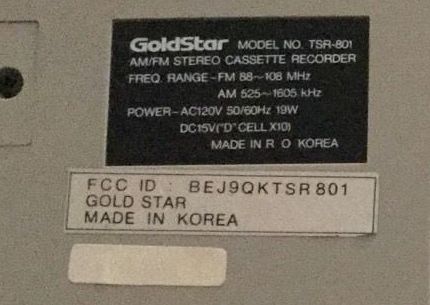 GoldStar MODEL NO. TSR-801
AM/FM STEREO CASSETTE RECORDER
FREQ. RANGE-FM 88~108 MHz
AM 525~1605 kHz
POWER-AC120V 50/60Hz 19W
DC15V("D" CELL X10)
MADE IN R O KOREA
FCC ID : BEJ9QKTSR801
GOLD STAR
MADE IN KOREA